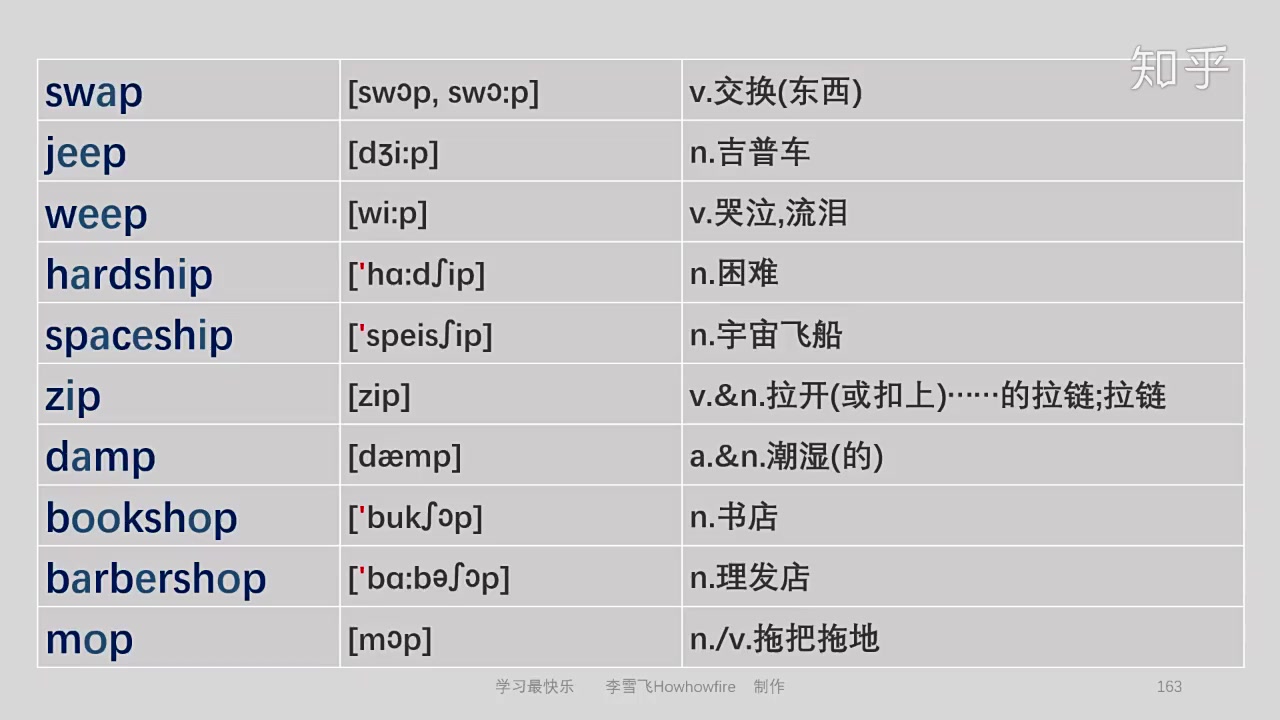 知乎
swap [swɔp, swɔ:p] v.交换(东西)
jeep [dʒi:p] n.吉普车
weep [wi:p] v.哭泣,流泪
hardship ['hɑ:dʃip] n.困难
spaceship ['speisʃip] n.宇宙飞船
zip [zip] v.&n.拉开(或扣上)……的拉链;拉链
damp [dæmp] a.&n.潮湿(的)
bookshop ['bukʃɔp] n.书店
barbershop ['bɑ:bəʃɔp] n.理发店
mop [mɔp] n./v.拖把拖地
学习最快乐 李雪飞Howhowfire 制作 163